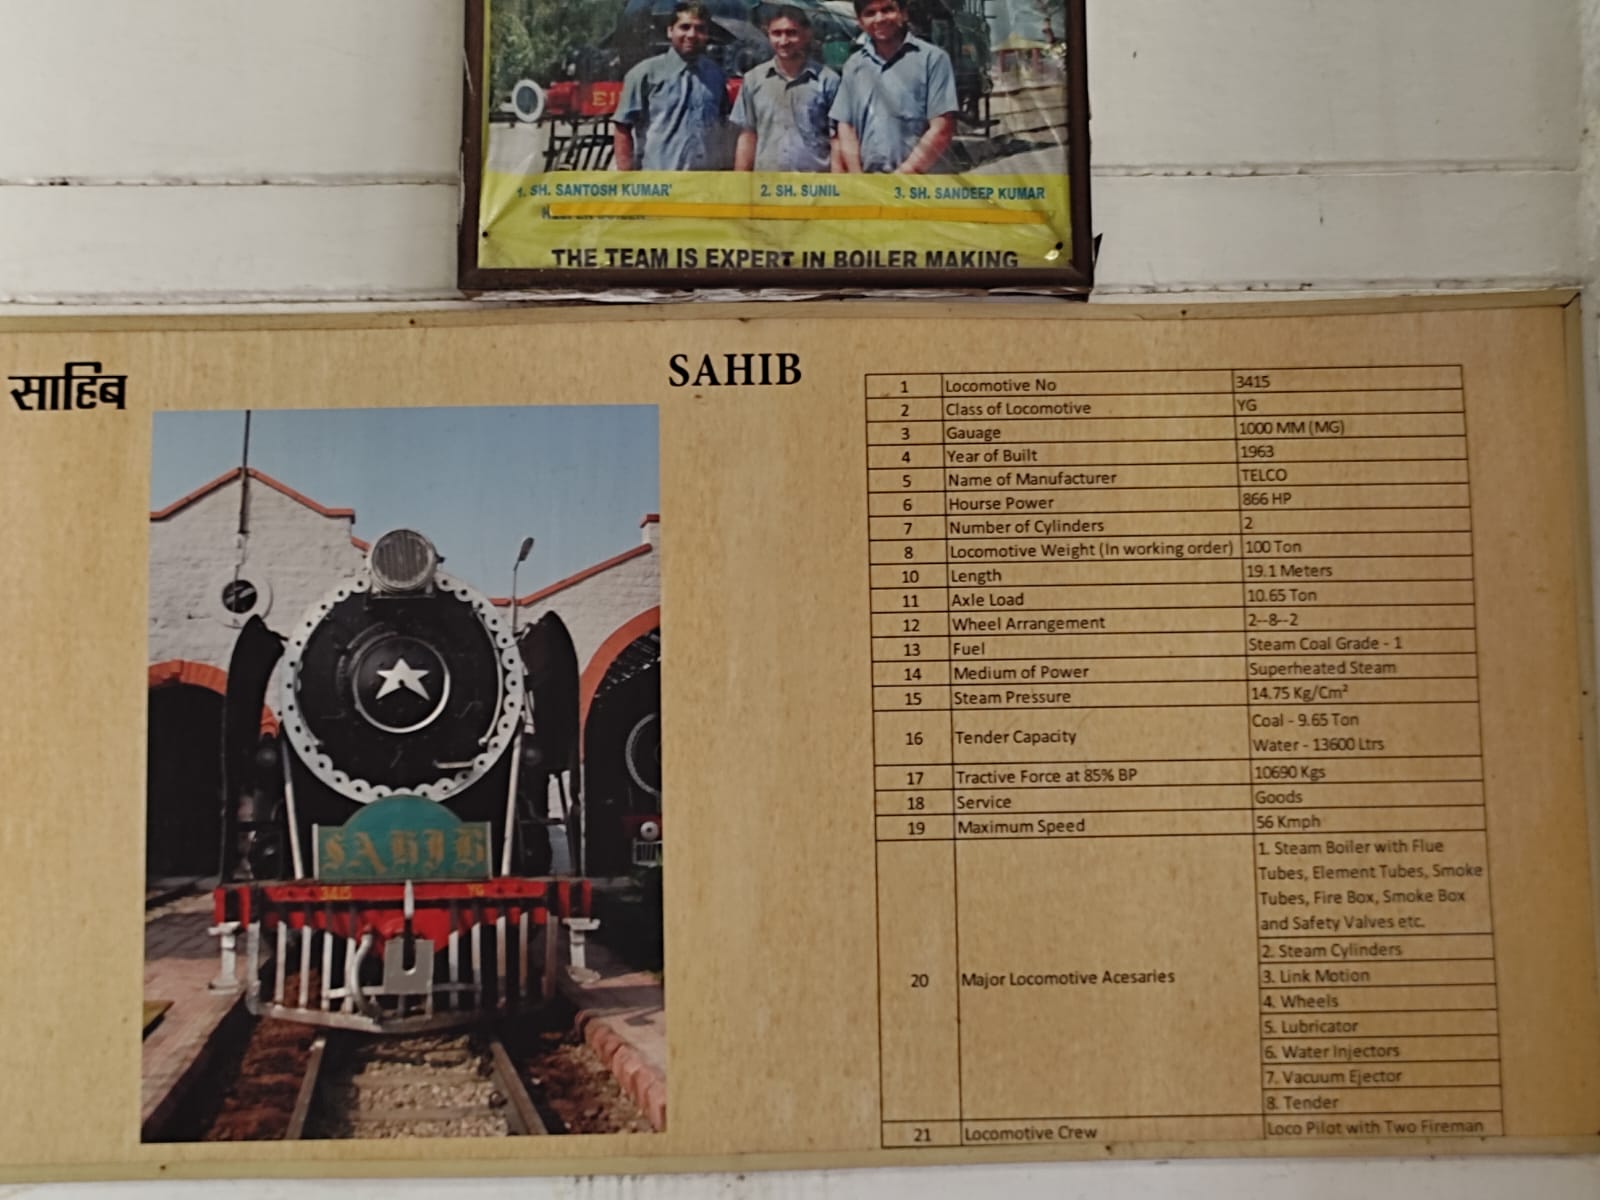 EI
1. SH. SANTOSH KUMAR' 2. SH. SUNIL 3. SH. SANDEEP KUMAR
THE TEAM IS EXPERT IN BOILER MAKING
साहिब
SAHIB
SAHIB
3415 YG
1 Locomotive No 3415
2 Class of Locomotive YG
3 Gauage 1000 MM (MG)
4 Year of Built 1963
5 Name of Manufacturer TELCO
6 Hourse Power 866 HP
7 Number of Cylinders 2
8 Locomotive Weight (In working order) 100 Ton
10 Length 19.1 Meters
11 Axle Load 10.65 Ton
12 Wheel Arrangement 2--8--2
13 Fuel Steam Coal Grade - 1
14 Medium of Power Superheated Steam
15 Steam Pressure 14.75 Kg/Cm²
16 Tender Capacity Coal - 9.65 Ton
Water - 13600 Ltrs
17 Tractive Force at 85% BP 10690 Kgs
18 Service Goods
19 Maximum Speed 56 Kmph
20 Major Locomotive Acesaries 1. Steam Boiler with Flue
Tubes, Element Tubes, Smoke
Tubes, Fire Box, Smoke Box
and Safety Valves etc.
2. Steam Cylinders
3. Link Motion
4. Wheels
5. Lubricator
6. Water Injectors
7. Vacuum Ejector
8. Tender
21 Locomotive Crew Loco Pilot with Two Fireman